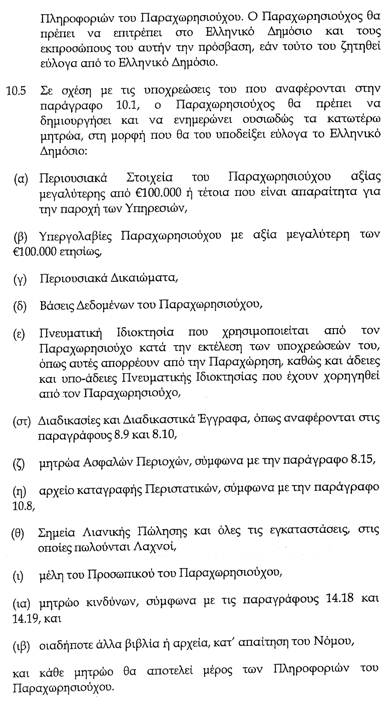 Πληροφοριών του Παραχωρησιούχου. Ο Παραχωρησιούχος θα
πρέπει να επιτρέπει στο Ελληνικό Δημόσιο και τους
εκπροσώπους του αυτήν την πρόσβαση, εάν τούτο του ζητηθεί
εύλογα από το Ελληνικό Δημόσιο.
10.5 Σε σχέση με τις υποχρεώσεις του που αναφέρονται στην
παράγραφο 10.1, ο Παραχωρησιούχος θα πρέπει να
δημιουργήσει και να ενημερώνει ουσιωδώς τα κατωτέρω
μητρώα, στη μορφή που θα του υποδείξει εύλογα το Ελληνικό
Δημόσιο:
(α) Περιουσιακά Στοιχεία του Παραχωρησιούχου αξίας
μεγαλύτερης από €100.000 ή τέτοια που είναι απαραίτητα για
την παροχή των Υπηρεσιών,
(β) Υπεργολαβίες Παραχωρησιούχου με αξία μεγαλύτερη των
€100.000 ετησίως,
(γ) Περιουσιακά Δικαιώματα,
(δ) Βάσεις Δεδομένων του Παραχωρησιούχου,
(ε) Πνευματική Ιδιοκτησία που χρησιμοποιείται από τον
Παραχωρησιούχο κατά την εκτέλεση των υποχρεώσεών του,
όπως αυτές απορρέουν από την Παραχώρηση, καθώς και άδειες
και υπο-άδειες Πνευματικής Ιδιοκτησίας που έχουν χορηγηθεί
από τον Παραχωρησιούχο,
(στ) Διαδικασίες και Διαδικαστικά Έγγραφα, όπως αναφέρονται στις
παραγράφους 8.9 και 8.10,
(ζ) μητρώα Ασφαλών Περιοχών, σύμφωνα με την παράγραφο 8.15,
(η) αρχείο καταγραφής Περιστατικών, σύμφωνα με την παράγραφο
10.8,
(θ) Σημεία Λιανικής Πώλησης και όλες τις εγκαταστάσεις, στις
οποίες πωλούνται Λαχνοί,
(ι) μέλη του Προσωπικού του Παραχωρησιούχου,
(ια) μητρώο κινδύνων, σύμφωνα με τις παραγράφους 14.18 και
14.19, και
(ιβ) οιαδήποτε άλλα βιβλία ή αρχεία, κατ' απαίτηση του Νόμου,
και κάθε μητρώο θα αποτελεί μέρος των Πληροφοριών του
Παραχωρησιούχου.